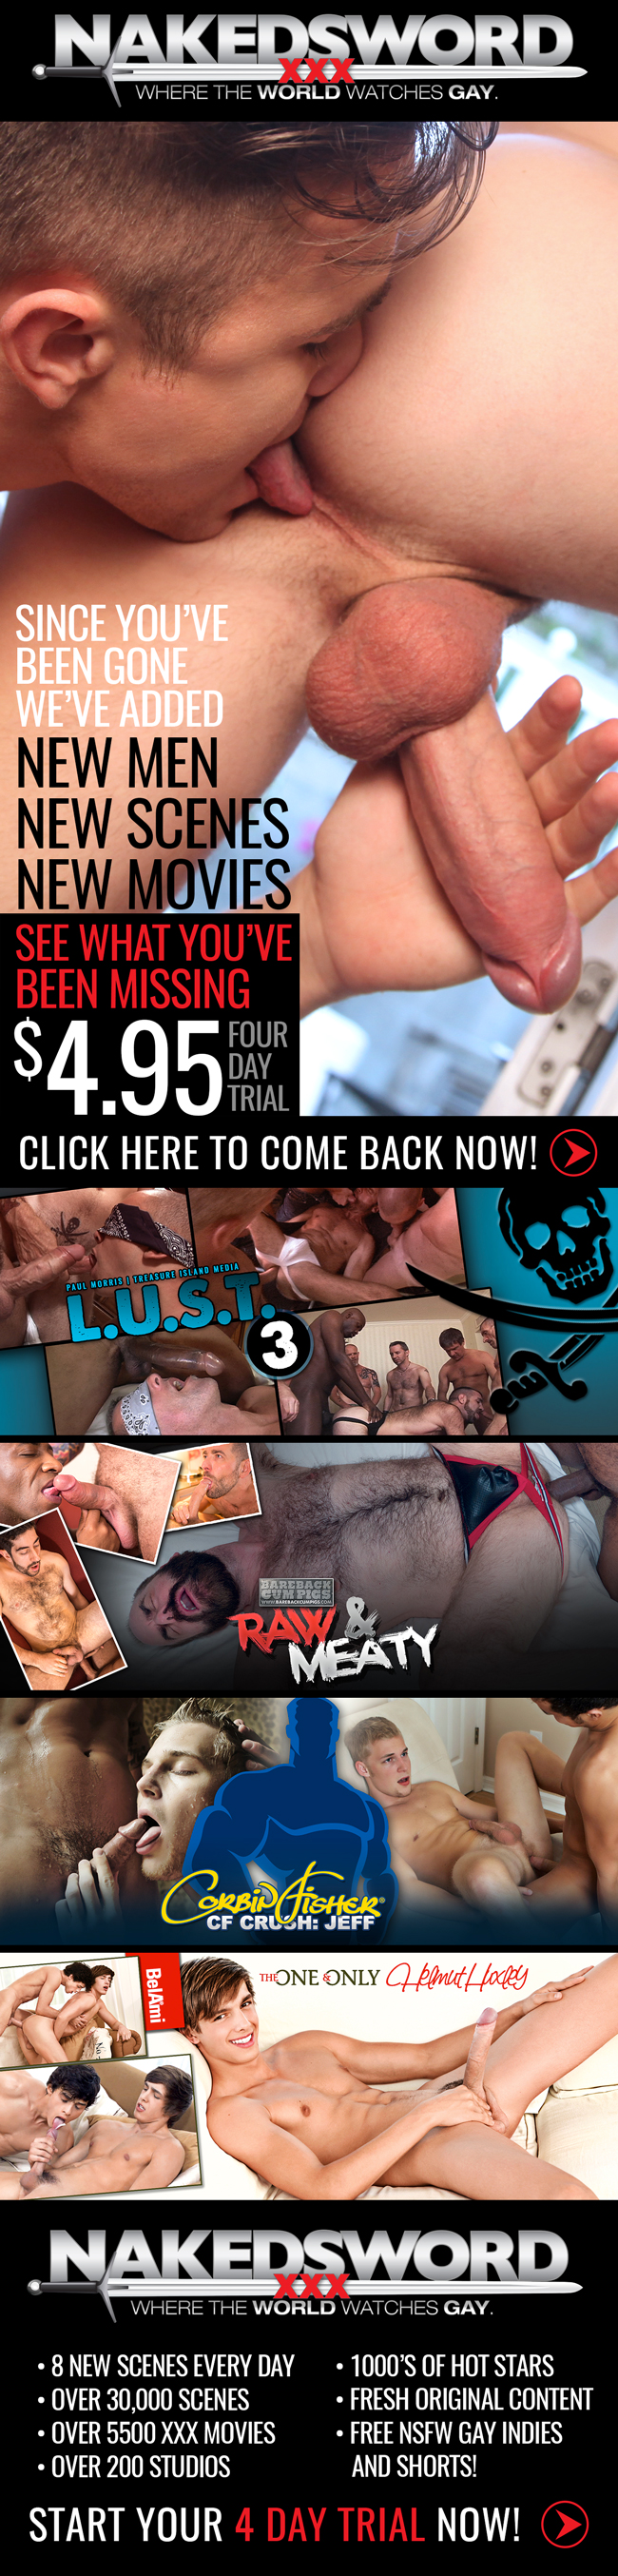 NAKEDSWORD
XXX
WHERE THE WORLD WATCHES GAY.
SINCE YOU'VE
BEEN GONE
WE'VE ADDED
NEW MEN
NEW SCENES
NEW MOVIES
SEE WHAT YOU'VE
BEEN MISSING
$4.95 FOUR
DAY
TRIAL
CLICK HERE TO COME BACK NOW!
PAUL MORRIS | TREASURE ISLAND MEDIA
L.U.S.T.
3
BAREBACK
CUM PIGS
WWW.BAREBACKCUMPIGS.COM
RAW &
MEATY
CORBIN FISHER®
CF CRUSH: JEFF
BelAmi
THE ONE & ONLY Helmut Huxley
NAKEDSWORD
XXX
WHERE THE WORLD WATCHES GAY.
• 8 NEW SCENES EVERY DAY
• OVER 30,000 SCENES
• OVER 5500 XXX MOVIES
• OVER 200 STUDIOS
• 1000'S OF HOT STARS
• FRESH ORIGINAL CONTENT
• FREE NSFW GAY INDIES
AND SHORTS!
START YOUR 4 DAY TRIAL NOW!